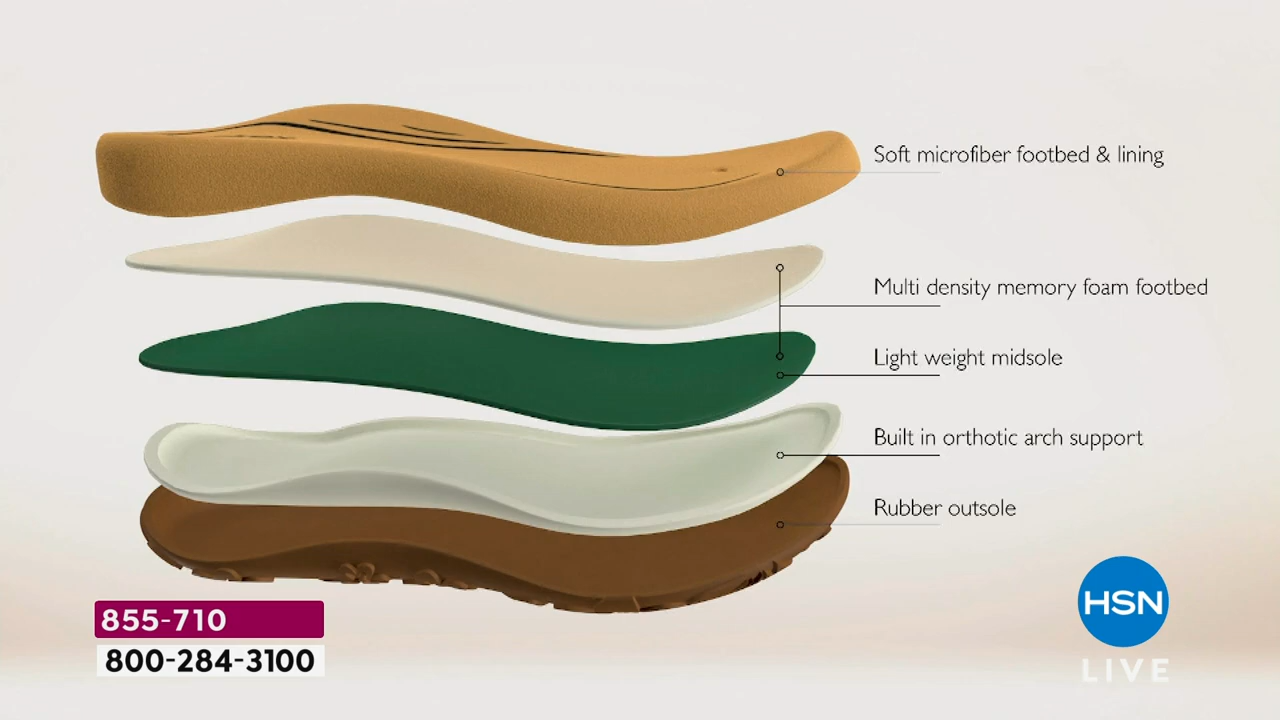 Soft microfiber footbed & lining
Multi density memory foam footbed
Light weight midsole
Built in orthotic arch support
Rubber outsole
855-710
800-284-3100
HSN
LIVE